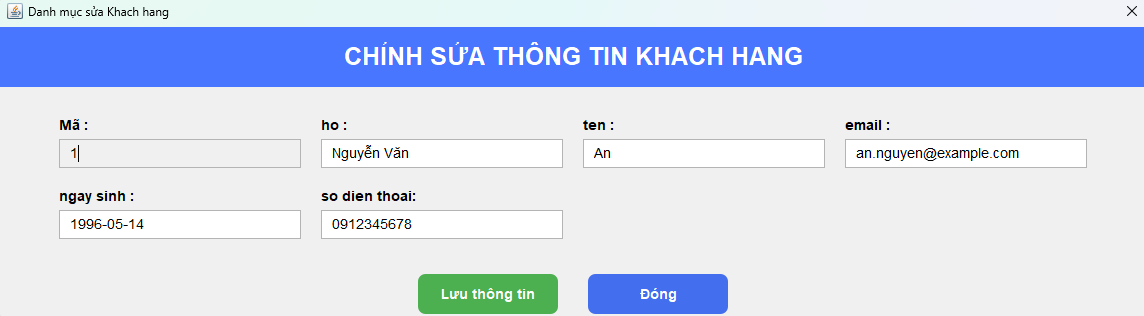 Danh mục sửa Khach hang
CHÍNH SỬA THÔNG TIN KHACH HANG
Mã : ho : ten : email :
1 Nguyễn Văn An an.nguyen@example.com
ngay sinh : so dien thoai:
1996-05-14 0912345678
Lưu thông tin Đóng